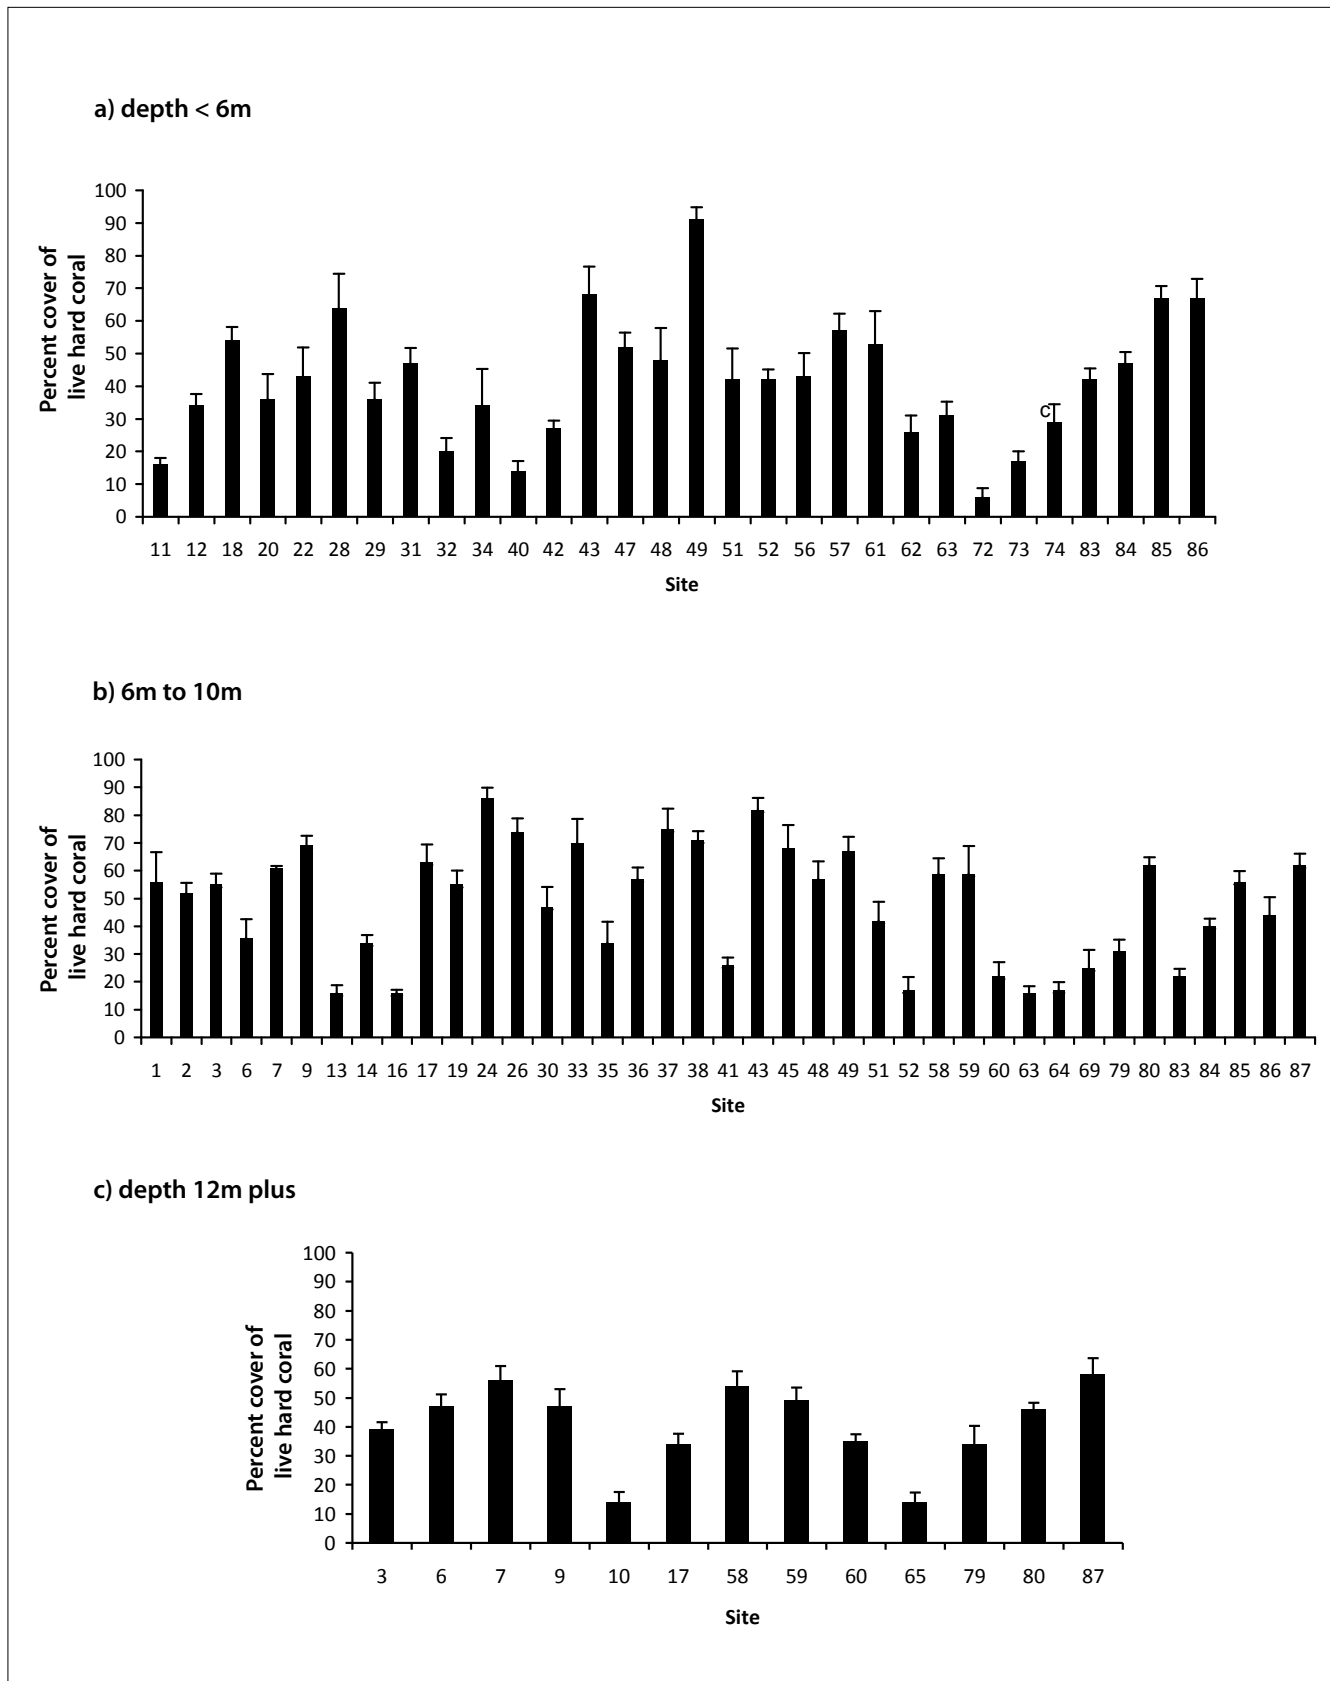 a) depth < 6m
Percent cover of
live hard coral
100
90
80
70
60
50
40
30
20
10
0
c
11 12 18 20 22 28 29 31 32 34 40 42 43 47 48 49 51 52 56 57 61 62 63 72 73 74 83 84 85 86
Site
b) 6m to 10m
Percent cover of
live hard coral
100
90
80
70
60
50
40
30
20
10
0
1 2 3 6 7 9 13 14 16 17 19 24 26 30 33 35 36 37 38 41 43 45 48 49 51 52 58 59 60 63 64 69 79 80 83 84 85 86 87
Site
c) depth 12m plus
Percent cover of
live hard coral
100
90
80
70
60
50
40
30
20
10
0
3 6 7 9 10 17 58 59 60 65 79 80 87
Site